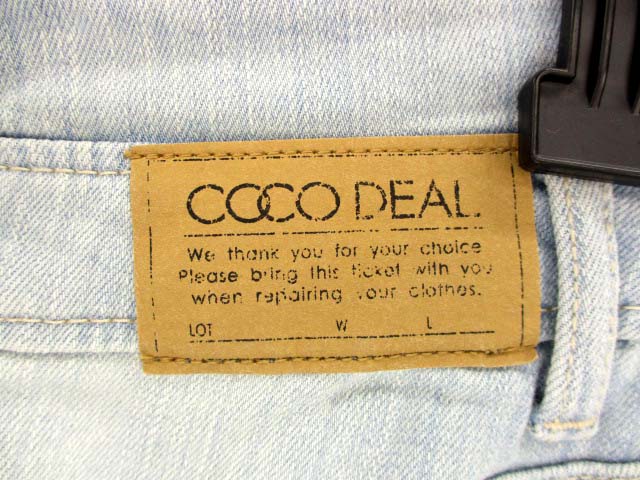 COCO DEAL.
We thank you for your choice
Please bring this ticket with you
when repairing your clothes.
LOT W L